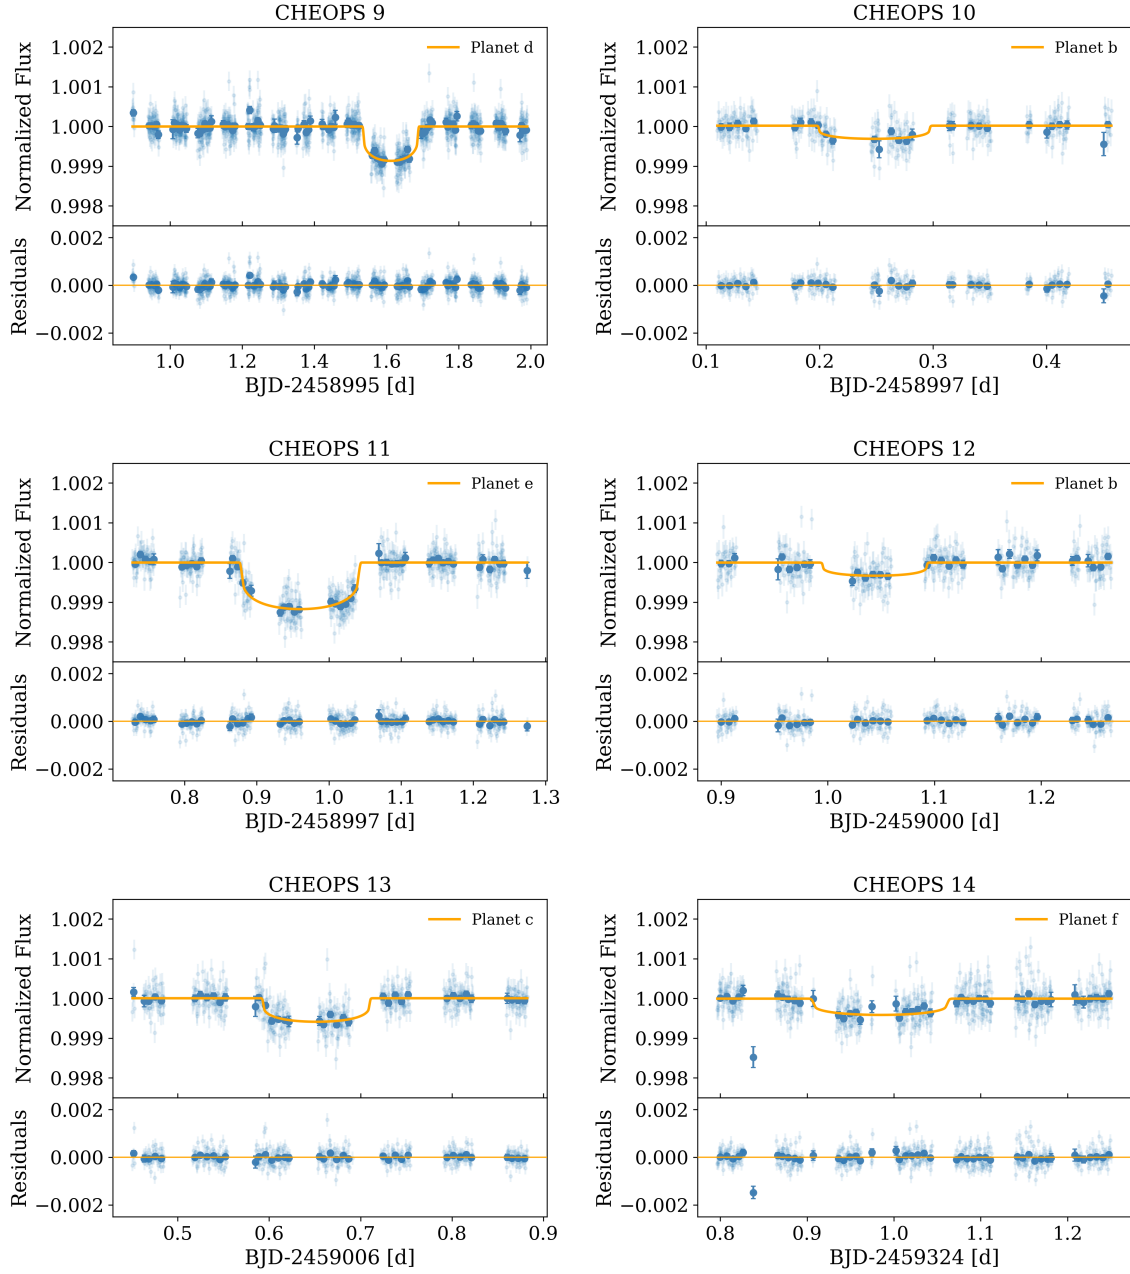 CHEOPS 9
Normalized Flux
1.002
1.001
1.000
0.999
0.998
Planet d
Residuals
0.002
0.000
−0.002
1.0 1.2 1.4 1.6 1.8 2.0
BJD-2458995 [d]
CHEOPS 10
Normalized Flux
1.002
1.001
1.000
0.999
0.998
Planet b
Residuals
0.002
0.000
−0.002
0.1 0.2 0.3 0.4
BJD-2458997 [d]
CHEOPS 11
Normalized Flux
1.002
1.001
1.000
0.999
0.998
Planet e
Residuals
0.002
0.000
−0.002
0.8 0.9 1.0 1.1 1.2 1.3
BJD-2458997 [d]
CHEOPS 12
Normalized Flux
1.002
1.001
1.000
0.999
0.998
Planet b
Residuals
0.002
0.000
−0.002
0.9 1.0 1.1 1.2
BJD-2459000 [d]
CHEOPS 13
Normalized Flux
1.002
1.001
1.000
0.999
0.998
Planet c
Residuals
0.002
0.000
−0.002
0.5 0.6 0.7 0.8 0.9
BJD-2459006 [d]
CHEOPS 14
Normalized Flux
1.002
1.001
1.000
0.999
0.998
Planet f
Residuals
0.002
0.000
−0.002
0.8 0.9 1.0 1.1 1.2
BJD-2459324 [d]